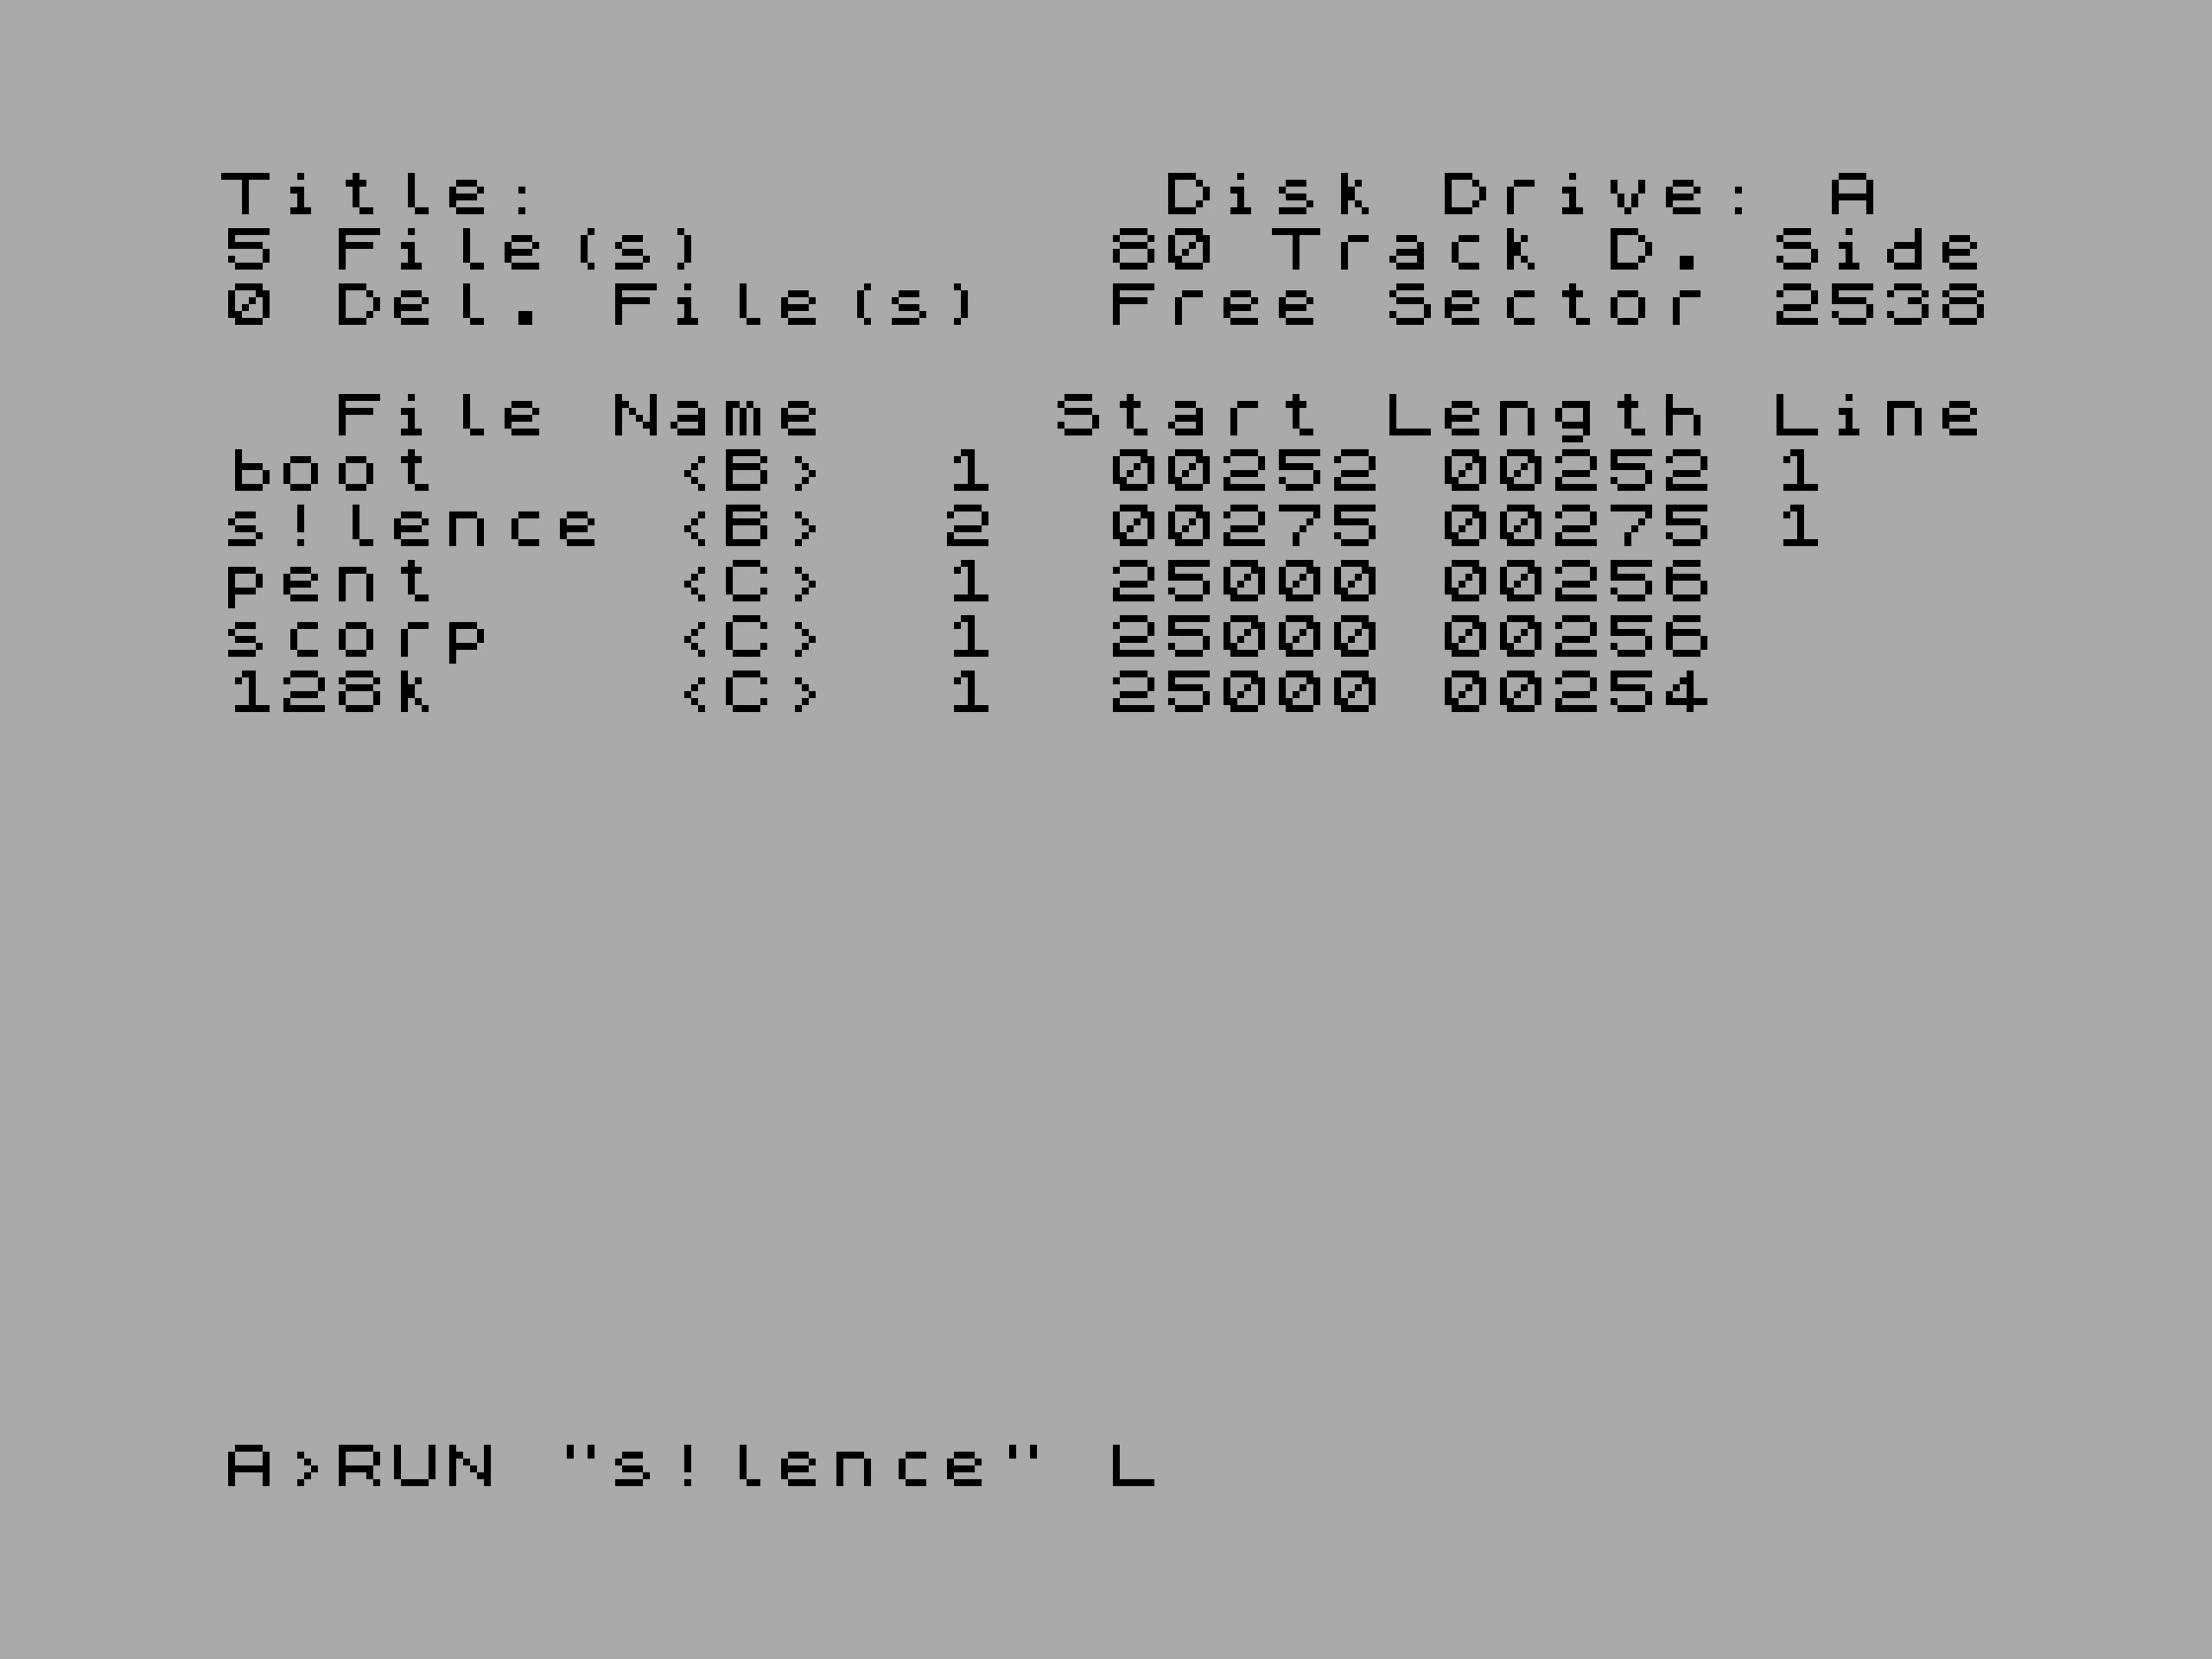 Title:            Disk Drive: A
5 File(s)        80 Track D. Side
0 Del. File(s)   Free Sector 2538
File Name     Start Length Line
boot     <B>   1   00252 00252 1
s!lence  <B>   2   00275 00275 1
pent     <C>   1   25000 00256
scorp    <C>   1   25000 00256
128k     <C>   1   25000 00254
A>RUN "s!lence" L